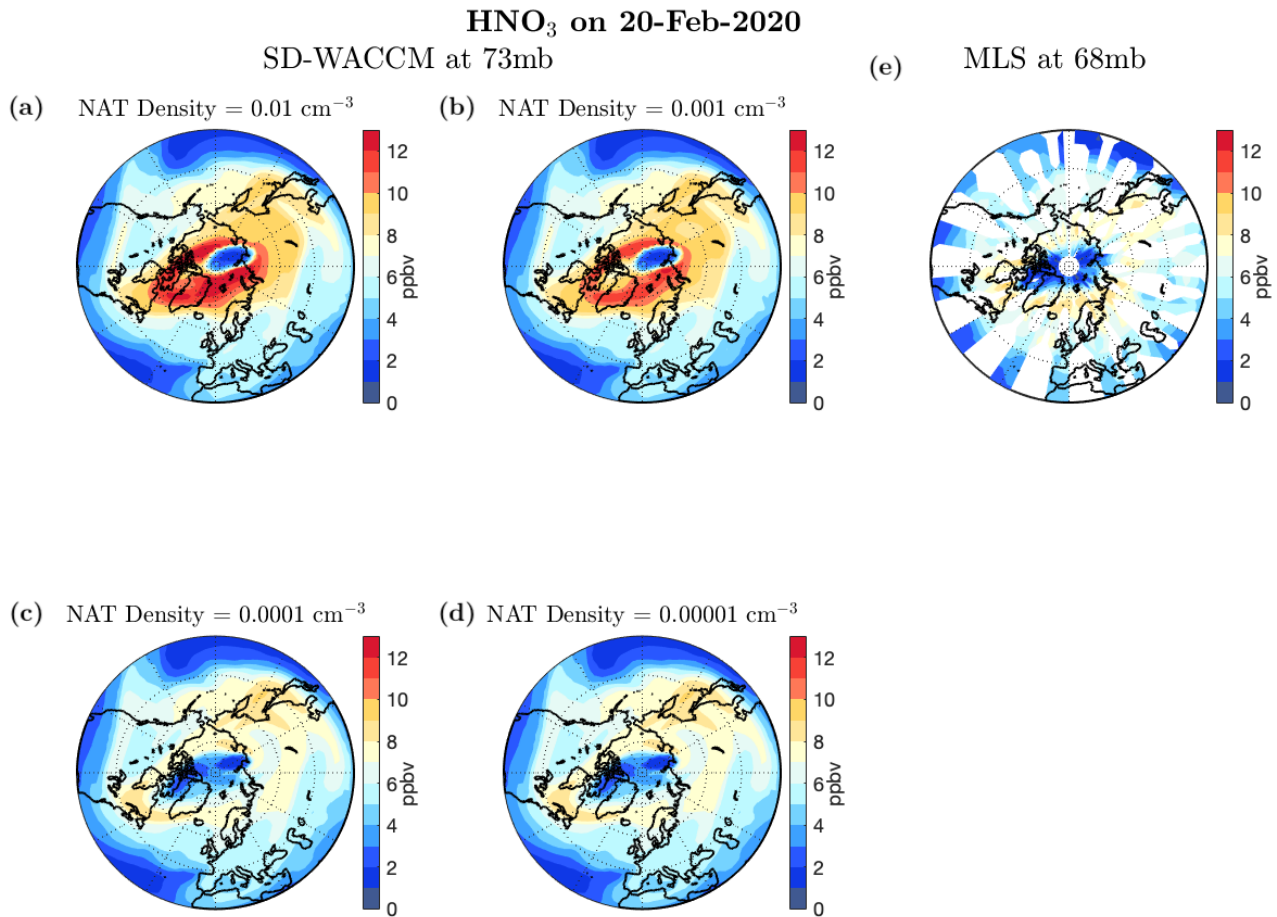 HNO₃ on 20-Feb-2020
SD-WACCM at 73mb
(e) MLS at 68mb
(a) NAT Density = 0.01 cm⁻³
(b) NAT Density = 0.001 cm⁻³
12
10
8
6
4
2
0
ppbv
12
10
8
6
4
2
0
ppbv
12
10
8
6
4
2
0
ppbv
(c) NAT Density = 0.0001 cm⁻³
(d) NAT Density = 0.00001 cm⁻³
12
10
8
6
4
2
0
ppbv
12
10
8
6
4
2
0
ppbv